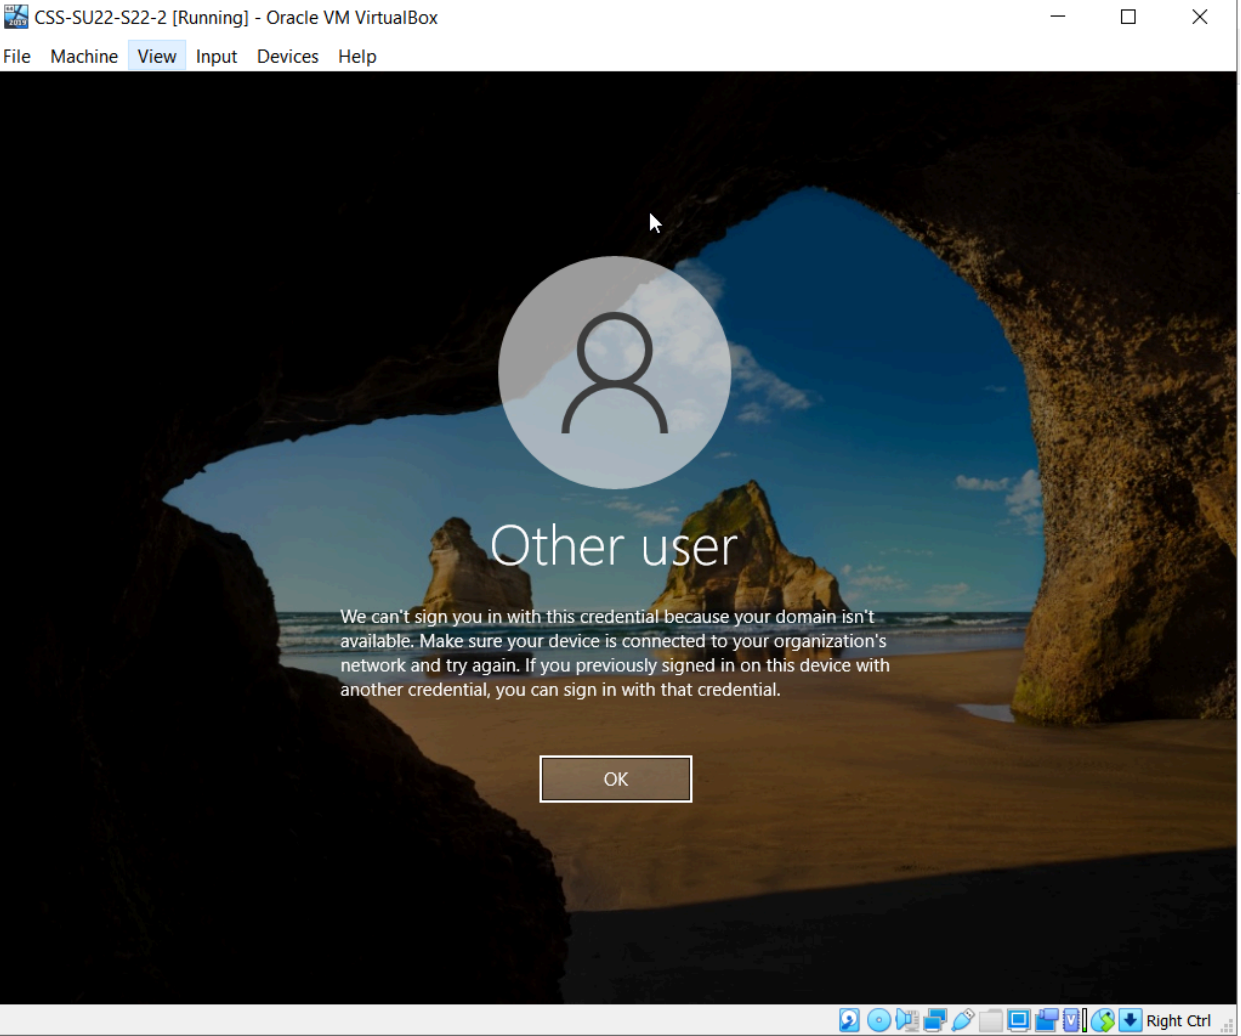 CSS-SU22-S22-2 [Running] - Oracle VM VirtualBox
File Machine View Input Devices Help
Other user
We can't sign you in with this credential because your domain isn't
available. Make sure your device is connected to your organization's
network and try again. If you previously signed in on this device with
another credential, you can sign in with that credential.
OK
Right Ctrl